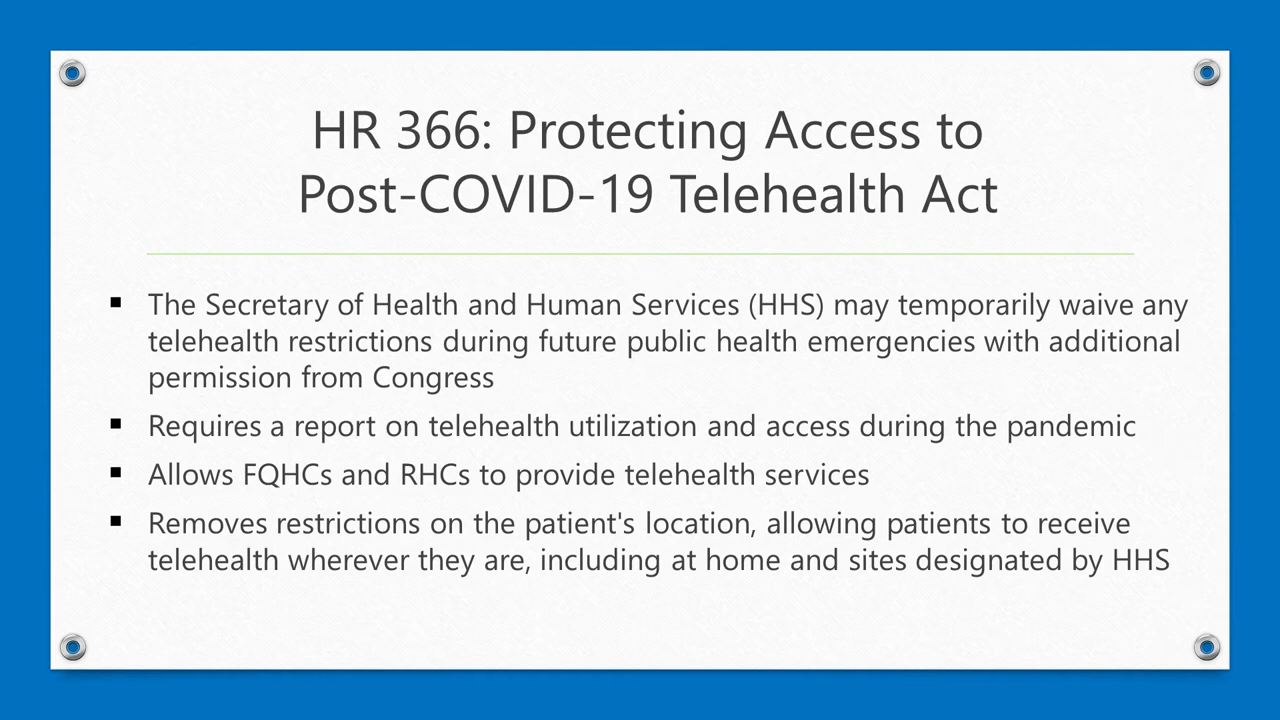 HR 366: Protecting Access to
Post-COVID-19 Telehealth Act
▪ The Secretary of Health and Human Services (HHS) may temporarily waive any
telehealth restrictions during future public health emergencies with additional
permission from Congress
▪ Requires a report on telehealth utilization and access during the pandemic
▪ Allows FQHCs and RHCs to provide telehealth services
▪ Removes restrictions on the patient's location, allowing patients to receive
telehealth wherever they are, including at home and sites designated by HHS